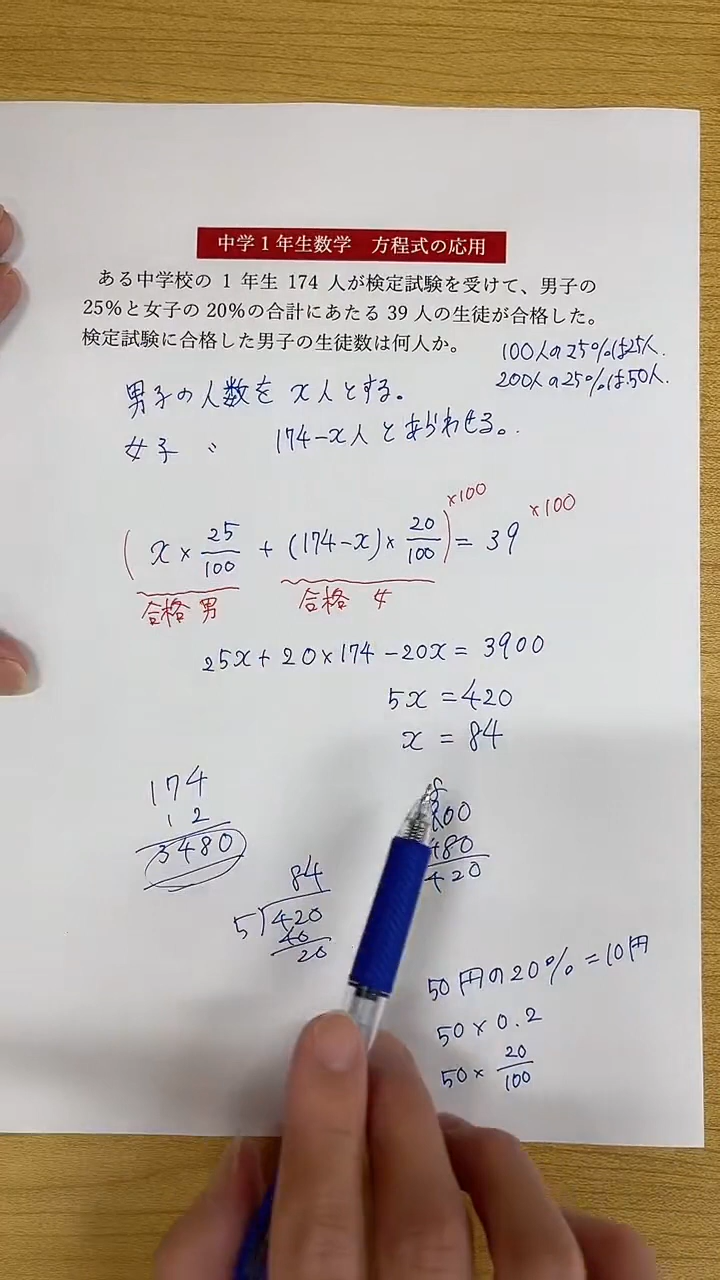 中学1年生数学 方程式の応用
ある中学校の 1 年生 174 人が検定試験を受けて、男子の
25%と女子の 20%の合計にあたる 39 人の生徒が合格した。
検定試験に合格した男子の生徒数は何人か。
100人の25%は25人.
200人の25%は50人.
男子の人数を x人とする。
女子 〃 174-x人とあらわせる。
(x × 25/100 + (174-x) × 20/100)×100 = 39 ×100
合格 男 合格 女
25x + 20×174 - 20x = 3900
5x = 420
x = 84
174
12
3480
00
480
420
84
5)420
40
20
50円の20% = 10円
50 × 0.2
50 × 20/100